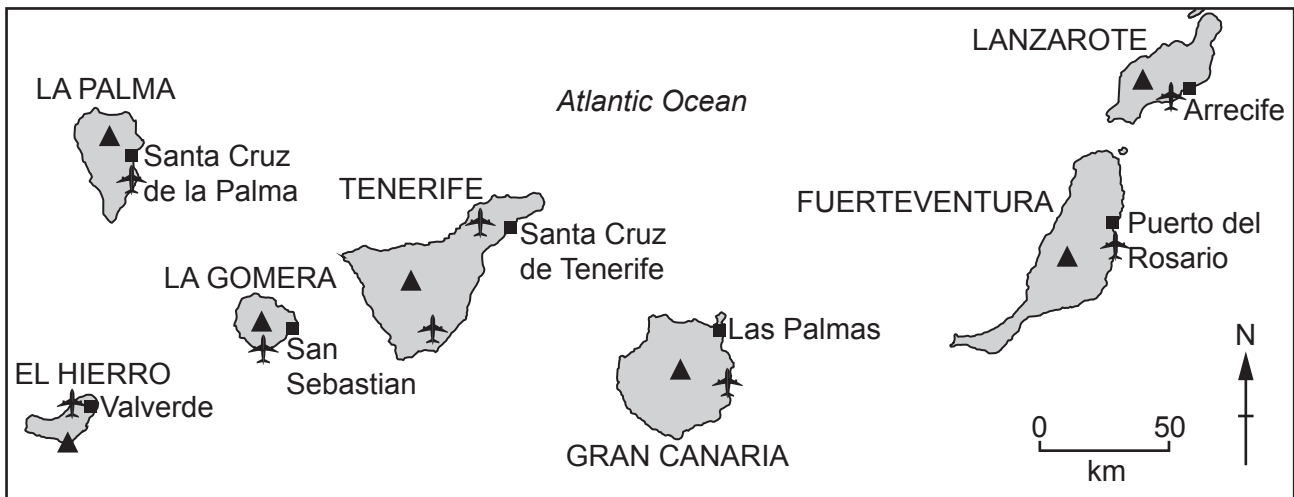 LANZAROTE
LA PALMA
Atlantic Ocean
Arrecife
Santa Cruz
de la Palma
TENERIFE
FUERTEVENTURA
Puerto del
Rosario
Santa Cruz
de Tenerife
LA GOMERA
Las Palmas
San
Sebastian
N
EL HIERRO
Valverde
0 50
km
GRAN CANARIA